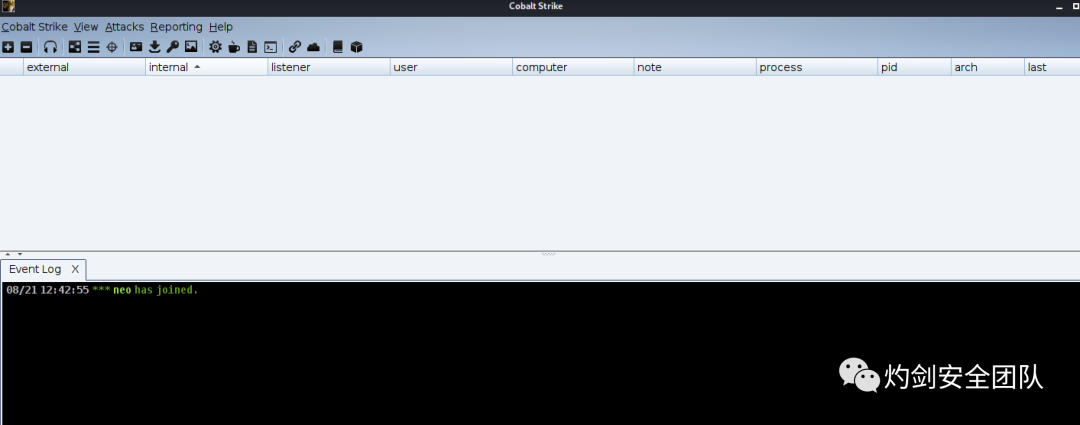 Cobalt Strike
Cobalt Strike View Attacks Reporting Help
external internal listener user computer note process pid arch last
Event Log X
08/21 12:42:55 *** neo has joined.
灼剑安全团队